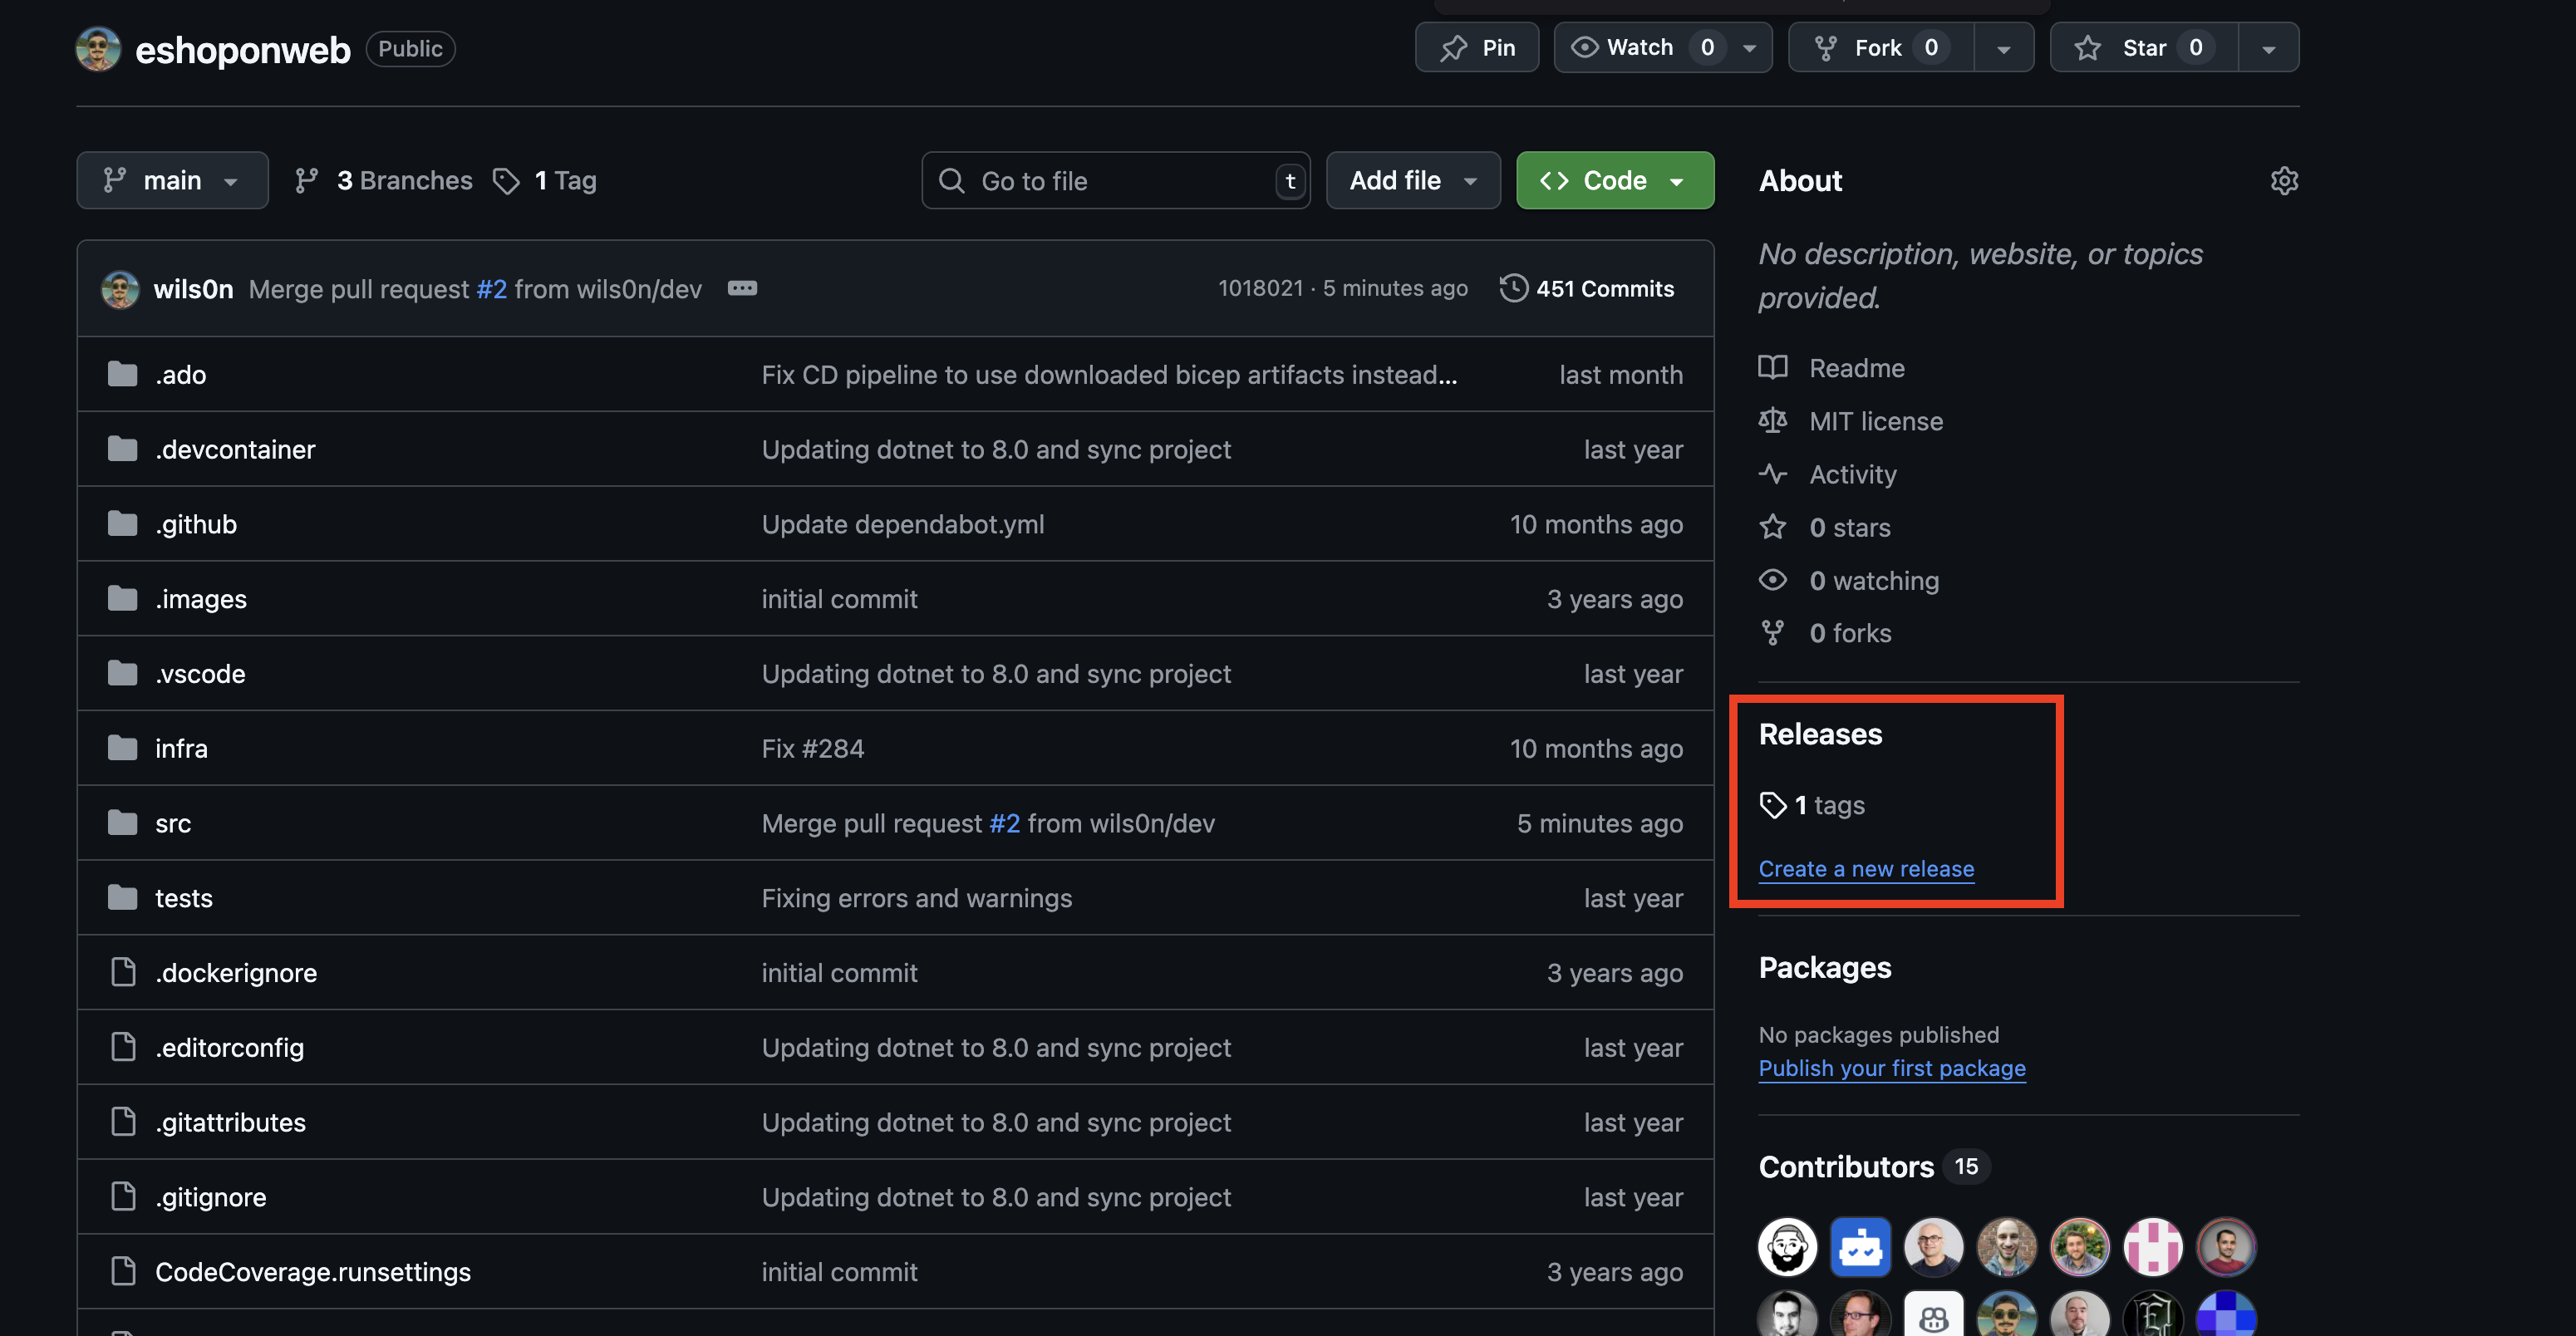 eshoponweb Public Pin Watch 0 Fork 0 Star 0
main 3 Branches 1 Tag Go to file t Add file Code
wils0n Merge pull request #2 from wils0n/dev 1018021 · 5 minutes ago 451 Commits
.ado Fix CD pipeline to use downloaded bicep artifacts instead... last month
.devcontainer Updating dotnet to 8.0 and sync project last year
.github Update dependabot.yml 10 months ago
.images initial commit 3 years ago
.vscode Updating dotnet to 8.0 and sync project last year
infra Fix #284 10 months ago
src Merge pull request #2 from wils0n/dev 5 minutes ago
tests Fixing errors and warnings last year
.dockerignore initial commit 3 years ago
.editorconfig Updating dotnet to 8.0 and sync project last year
.gitattributes Updating dotnet to 8.0 and sync project last year
.gitignore Updating dotnet to 8.0 and sync project last year
CodeCoverage.runsettings initial commit 3 years ago
About
No description, website, or topics
provided.
Readme
MIT license
Activity
0 stars
0 watching
0 forks
Releases
1 tags
Create a new release
Packages
No packages published
Publish your first package
Contributors 15